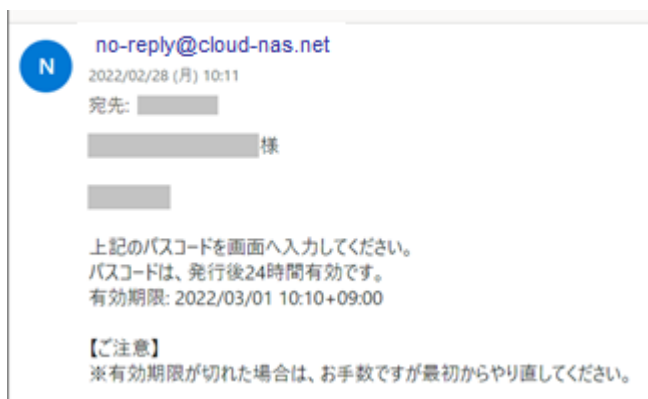 N
no-reply@cloud-nas.net
2022/02/28 (月) 10:11
宛先:
様
上記のパスコードを画面へ入力してください。
パスコードは、発行後24時間有効です。
有効期限: 2022/03/01 10:10+09:00
【ご注意】
※有効期限が切れた場合は、お手数ですが最初からやり直してください。